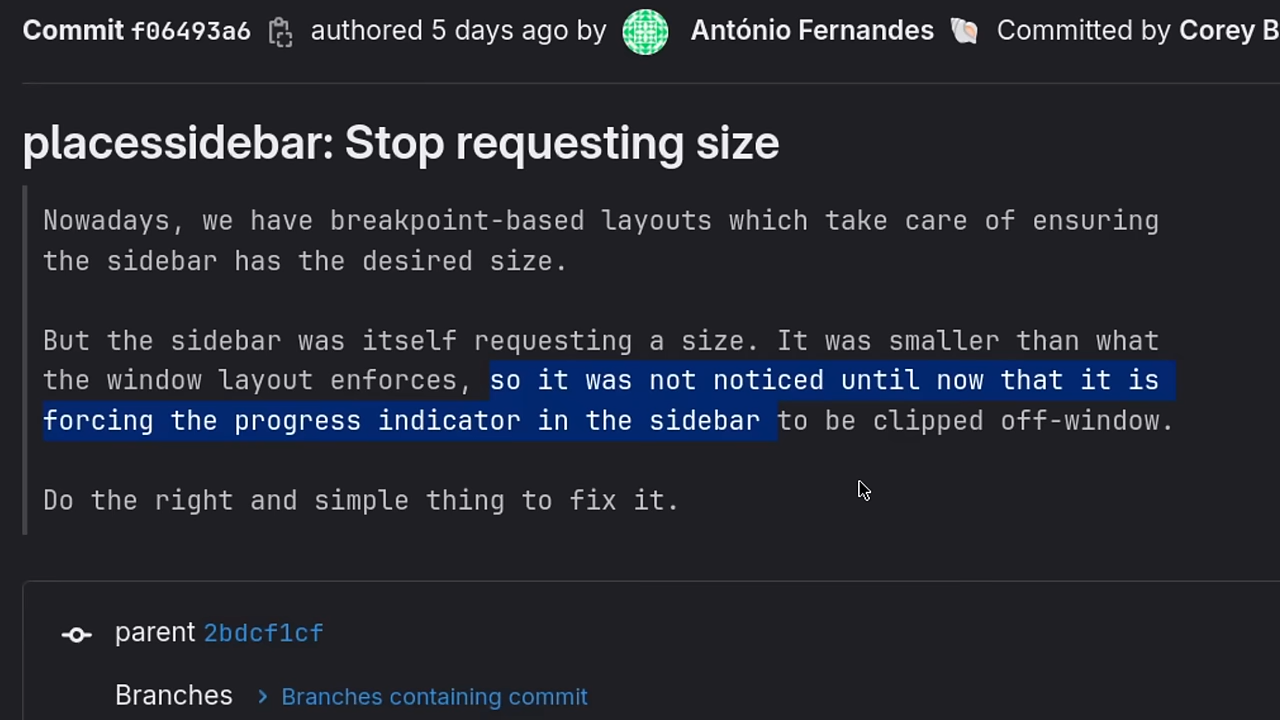 Commit f06493a6 authored 5 days ago by António Fernandes Committed by Corey B
placessidebar: Stop requesting size
Nowadays, we have breakpoint-based layouts which take care of ensuring
the sidebar has the desired size.
But the sidebar was itself requesting a size. It was smaller than what
the window layout enforces, so it was not noticed until now that it is
forcing the progress indicator in the sidebar to be clipped off-window.
Do the right and simple thing to fix it.
parent 2bdcf1cf
Branches > Branches containing commit